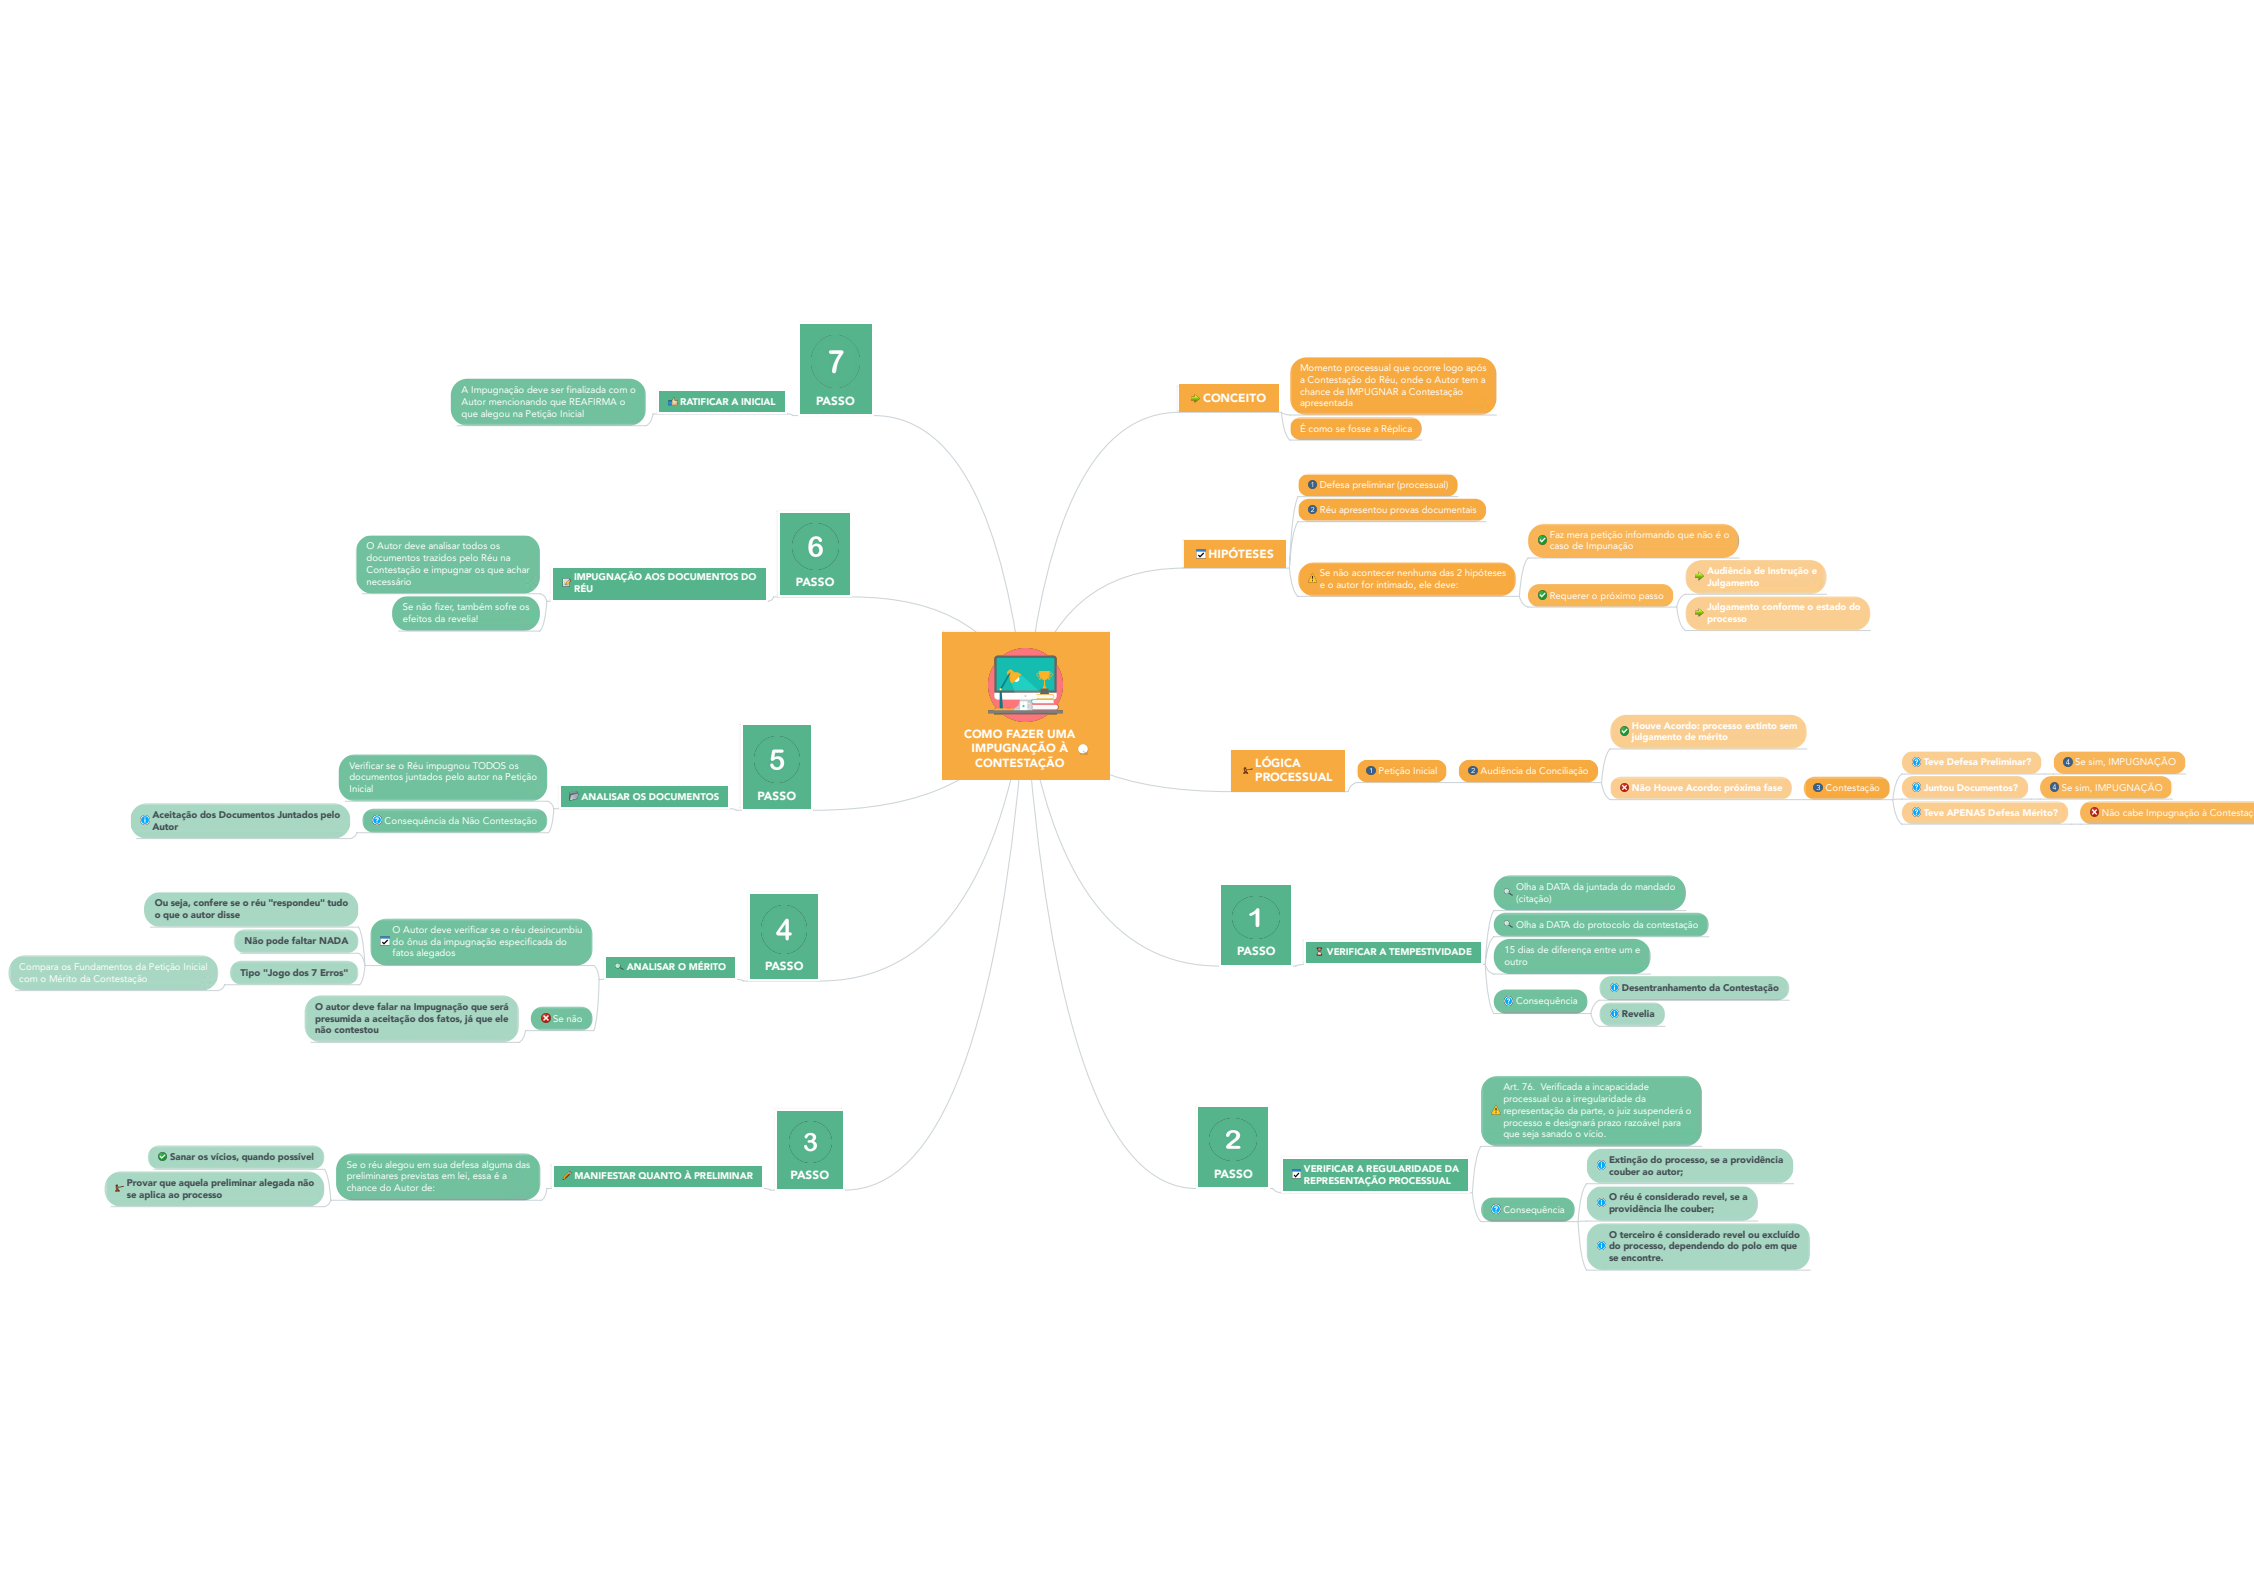 COMO FAZER UMA
IMPUGNAÇÃO À
CONTESTAÇÃO
CONCEITO
Momento processual que ocorre logo após
a Contestação do Réu, onde o Autor tem a
chance de IMPUGNAR a Contestação
apresentada
É como se fosse a Réplica
HIPÓTESES
1 Defesa preliminar (processual)
2 Réu apresentou provas documentais
Se não acontecer nenhuma das 2 hipóteses
e o autor for intimado, ele deve:
Faz mera petição informando que não é o
caso de Impunação
Requerer o próximo passo
Audiência de Instrução e
Julgamento
Julgamento conforme o estado do
processo
LÓGICA
PROCESSUAL
1 Petição Inicial
2 Audiência da Conciliação
Houve Acordo: processo extinto sem
julgamento de mérito
Não Houve Acordo: próxima fase
3 Contestação
Teve Defesa Preliminar?
4 Se sim, IMPUGNAÇÃO
Juntou Documentos?
4 Se sim, IMPUGNAÇÃO
Teve APENAS Defesa Mérito?
Não cabe Impugnação à
1
PASSO
VERIFICAR A TEMPESTIVIDADE
Olha a DATA da juntada do mandado
(citação)
Olha a DATA do protocolo da contestação
15 dias de diferença entre um e
outro
Consequência
Desentranhamento da Contestação
Revelia
2
PASSO
VERIFICAR A REGULARIDADE DA
REPRESENTAÇÃO PROCESSUAL
Art. 76. Verificada a incapacidade
processual ou a irregularidade da
representação da parte, o juiz suspenderá o
processo e designará prazo razoável para
que seja sanado o vício.
Consequência
Extinção do processo, se a providência
couber ao autor;
O réu é considerado revel, se a
providência lhe couber;
O terceiro é considerado revel ou excluído
do processo, dependendo do polo em que
se encontre.
3
PASSO
MANIFESTAR QUANTO À PRELIMINAR
Se o réu alegou em sua defesa alguma das
preliminares previstas em lei, essa é a
chance do Autor de:
Sanar os vícios, quando possível
Provar que aquela preliminar alegada não
se aplica ao processo
4
PASSO
ANALISAR O MÉRITO
O Autor deve verificar se o réu desincumbiu
do ônus da impugnação especificada do
fatos alegados
Ou seja, confere se o réu "respondeu" tudo
o que o autor disse
Não pode faltar NADA
Tipo "Jogo dos 7 Erros"
Compara os Fundamentos da Petição Inicial
com o Mérito da Contestação
Se não
O autor deve falar na Impugnação que será
presumida a aceitação dos fatos, já que ele
não contestou
5
PASSO
ANALISAR OS DOCUMENTOS
Verificar se o Réu impugnou TODOS os
documentos juntados pelo autor na Petição
Inicial
Consequência da Não Contestação
Aceitação dos Documentos Juntados pelo
Autor
6
PASSO
IMPUGNAÇÃO AOS DOCUMENTOS DO
RÉU
O Autor deve analisar todos os
documentos trazidos pelo Réu na
Contestação e impugnar os que achar
necessário
Se não fizer, também sofre os
efeitos da revelia!
7
PASSO
RATIFICAR A INICIAL
A Impugnação deve ser finalizada com o
Autor mencionando que REAFIRMA o
que alegou na Petição Inicial